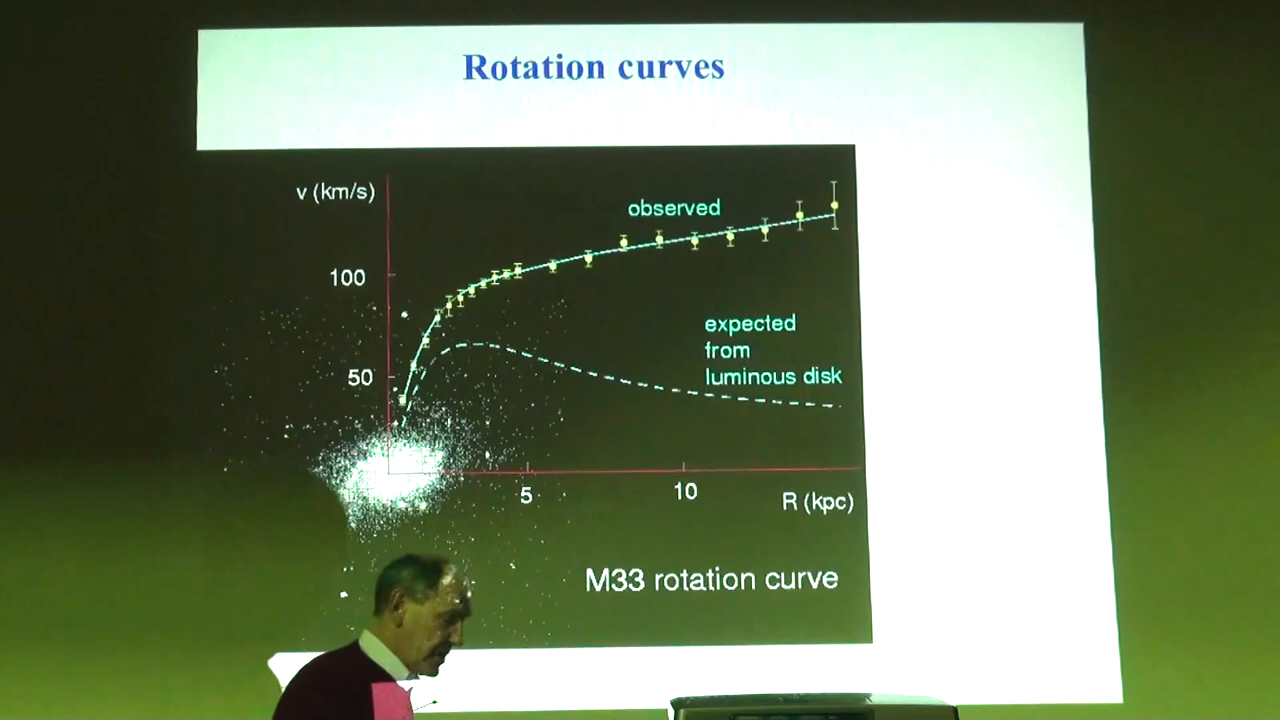 Rotation curves
v (km/s)
observed
100
expected
from
luminous disk
50
5
10
R (kpc)
M33 rotation curve